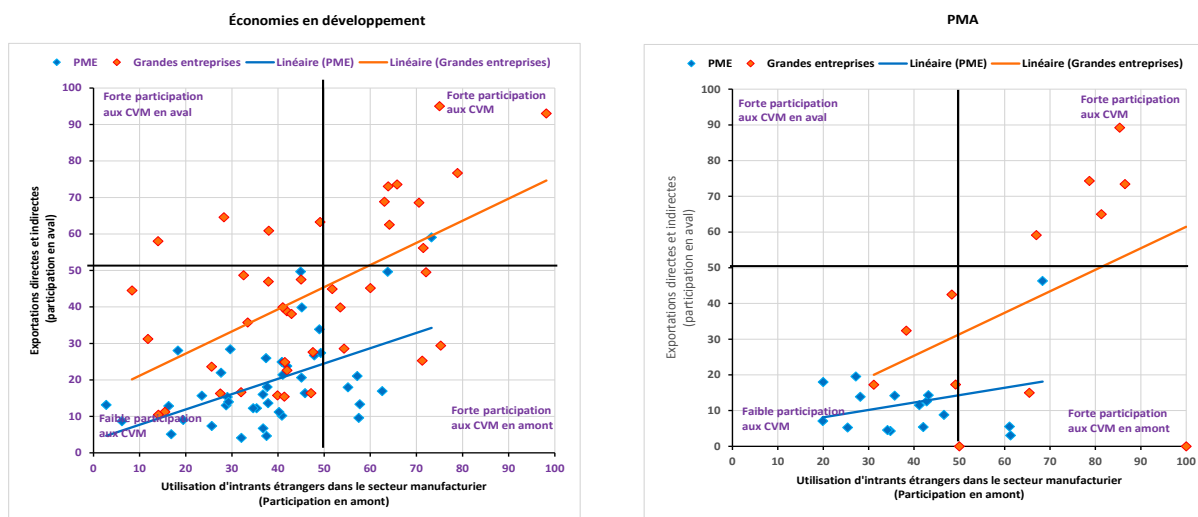 Économies en développement
PME Grandes entreprises Linéaire (PME) Linéaire (Grandes entreprises)
Exportations directes et indirectes
(participation en aval)
100
90
80
70
60
50
40
30
20
10
0
Forte participation
aux CVM en aval
Forte participation
aux CVM
Faible participation
aux CVM
Forte participation
aux CVM en amont
0 10 20 30 40 50 60 70 80 90 100
Utilisation d'intrants étrangers dans le secteur manufacturier
(Participation en amont)
PMA
PME Grandes entreprises Linéaire (PME) Linéaire (Grandes entreprises)
Exportations directes et indirectes
(participation en aval)
100
90
80
70
60
50
40
30
20
10
0
Forte participation
aux CVM en aval
Forte participation
aux CVM
Faible participation
aux CVM
Forte participation
aux CVM en amont
0 10 20 30 40 50 60 70 80 90 100
Utilisation d'intrants étrangers dans le secteur manufacturier
(Participation en amont)